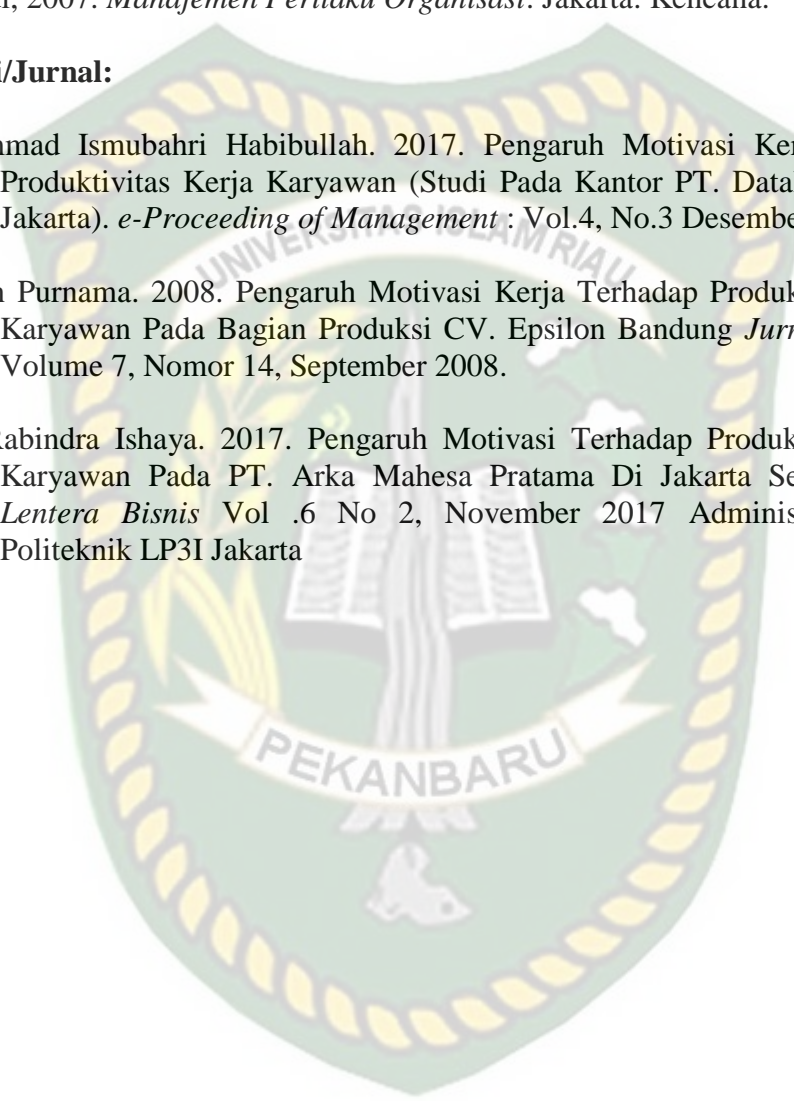 2007. Manajemen Perilaku Organisasi. Jakarta: Kencana.
i/Jurnal:
mad Ismubahri Habibullah. 2017. Pengaruh Motivasi Ker
Produktivitas Kerja Karyawan (Studi Pada Kantor PT. Datal
Jakarta). e-Proceeding of Management : Vol.4, No.3 Desembe
n Purnama. 2008. Pengaruh Motivasi Kerja Terhadap Produk
Karyawan Pada Bagian Produksi CV. Epsilon Bandung Jurn
Volume 7, Nomor 14, September 2008.
Rabindra Ishaya. 2017. Pengaruh Motivasi Terhadap Produk
Karyawan Pada PT. Arka Mahesa Pratama Di Jakarta Se
Lentera Bisnis Vol .6 No 2, November 2017 Adminis
Politeknik LP3I Jakarta
UNIVERSITAS ISLAM RIAU
PEKANBARU